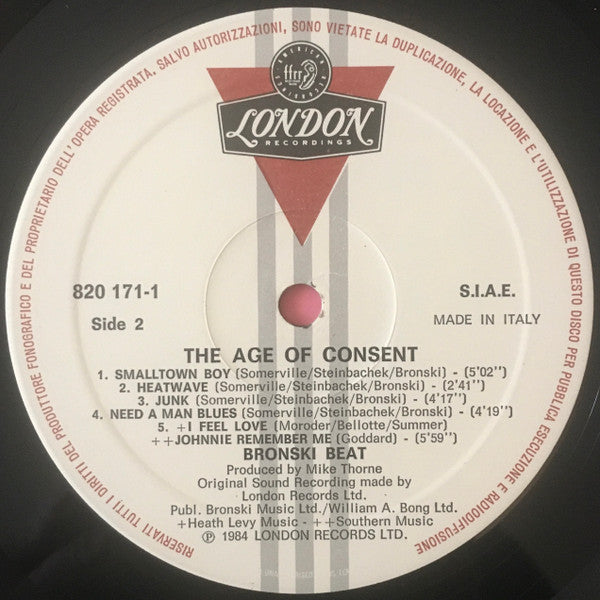 RISERVATI TUTTI I DIRITTI DEL PRODUTTORE FONOGRAFICO E DEL PROPRIETARIO DELL'OPERA REGISTRATA, SALVO AUTORIZZAZIONI, SONO VIETATE LA DUPLICAZIONE, LA LOCAZIONE E L'UTILIZZAZIONE DI QUESTO DISCO PER PUBBLICA ESECUZIONE E RADIODIFFUSIONE
AMERICAN
ffrr
RECORDINGS
LONDON
RECORDINGS
820 171-1
S.I.A.E.
Side 2
MADE IN ITALY
THE AGE OF CONSENT
1. SMALLTOWN BOY (Somerville/Steinbachek/Bronski) - (5'02")
2. HEATWAVE (Somerville/Steinbachek/Bronski) - (2'41")
3. JUNK (Somerville/Steinbachek/Bronski) - (4'17")
4. NEED A MAN BLUES (Somerville/Steinbachek/Bronski) - (4'19")
5. +I FEEL LOVE (Moroder/Bellotte/Summer)
++JOHNNIE REMEMBER ME (Goddard) - (5'59")
BRONSKI BEAT
Produced by Mike Thorne
Original Sound Recording made by
London Records Ltd.
Publ. Bronski Music Ltd./William A. Bong Ltd.
+Heath Levy Music - ++Southern Music
℗ 1984 LONDON RECORDS LTD.